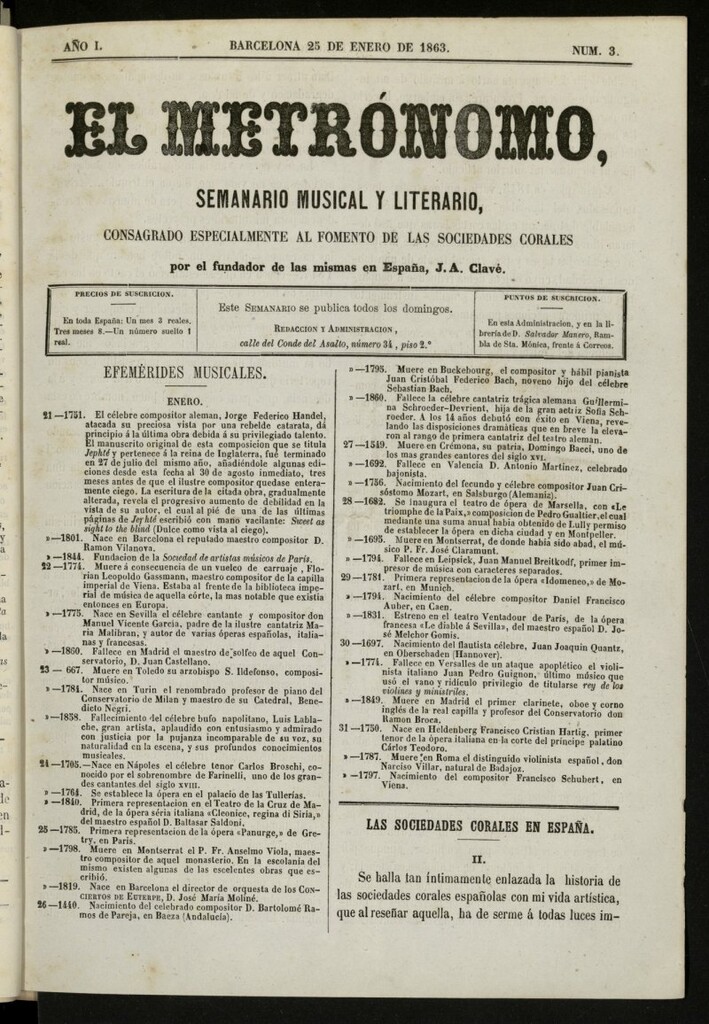 AÑO I.
BARCELONA 25 DE ENERO DE 1863.
NUM. 3.
EL METRÓNOMO,
SEMANARIO MUSICAL Y LITERARIO,
CONSAGRADO ESPECIALMENTE AL FOMENTO DE LAS SOCIEDADES CORALES
por el fundador de las mismas en España, J. A. Clavé.
PRECIOS DE SUSCRICION.
En toda España: Un mes 3 reales.
Tres meses 8.—Un número suelto 1
real.
Este SEMANARIO se publica todos los domingos.
REDACCION Y ADMINISTRACION,
calle del Conde del Asalto, número 34, piso 2.°
PUNTOS DE SUSCRICION.
En esta Administracion, y en la li-
brería de D. Salvador Manero, Ram-
bla de Sta. Mónica, frente á Correos.
EFEMÉRIDES MUSICALES.
ENERO.
21—1751. El célebre compositor aleman, Jorge Federico Handel,
atacada su preciosa vista por una rebelde catarata, dá
principio á la última obra debida á su privilegiado talento.
El manuscrito original de esta composicion que se titula
Jephté y pertenece á la reina de Inglaterra, fué terminado
en 27 de julio del mismo año, añadiéndole algunas edi-
ciones desde esta fecha al 30 de agosto inmediato, tres
meses antes de que el ilustre compositor quedase entera-
mente ciego. La escritura de la citada obra, gradualmente
alterada, revela el progresivo aumento de debilidad en la
vista de su autor, el cual al pié de una de las últimas
páginas de Jephté escribió con mano vacilante: Sweet as
sight to the blind (Dulce como vista al ciego).
»—1801. Nace en Barcelona el reputado maestro compositor D.
Ramon Vilanova.
»—1844. Fundacion de la Sociedad de artistas músicos de París.
22—1774. Muere á consecuencia de un vuelco de carruaje, Flo-
rian Leopoldo Gassmann, maestro compositor de la capilla
imperial de Viena. Estaba al frente de la biblioteca impe-
rial de música de aquella córte, la mas notable que existia
entonces en Europa.
»—1775. Nace en Sevilla el célebre cantante y compositor don
Manuel Vicente Garcia, padre de la ilustre cantatriz Ma-
ria Malibran, y autor de varias óperas españolas, italia-
nas y francesas.
»—1860. Fallece en Madrid el maestro de solfeo de aquel Con-
servatorio, D. Juan Castellano.
23— 667. Muere en Toledo su arzobispo S. Ildefonso, composi-
tor músico.
»—1784. Nace en Turin el renombrado profesor de piano del
Conservatorio de Milan y maestro de su Catedral, Bene-
dicto Negri.
»—1858. Fallecimiento del célebre bufo napolitano, Luis Labla-
che, gran artista, aplaudido con entusiasmo y admirado
con justicia por la pujanza incomparable de su voz, su
naturalidad en la escena, y sus profundos conocimientos
musicales.
24—1705.—Nace en Nápoles el célebre tenor Carlos Broschi, co-
nocido por el sobrenombre de Farinelli, uno de los gran-
des cantantes del siglo XVIII.
»—1764. Se establece la ópera en el palacio de las Tullerías.
»—1840. Primera representacion en el Teatro de la Cruz de Ma-
drid, de la ópera séria italiana «Cleonice, regina di Siria,»
del maestro español D. Baltasar Saldoni.
25—1785. Primera representacion de la ópera «Panurge,» de Gre-
try, en Paris.
»—1798. Muere en Montserrat el P. Fr. Anselmo Viola, maes-
tro compositor de aquel monasterio. En la escolanía del
mismo existen algunas de las escelentes obras que es-
cribió.
»—1819. Nace en Barcelona el director de orquesta de los CON-
CIERTOS DE EUTERPE, D. José María Moliné.
26—1440. Nacimiento del celebrado compositor D. Bartolomé Ra-
mos de Pareja, en Baeza (Andalucía).
»—1795. Muere en Buckebourg, el compositor y hábil pianista
Juan Cristóbal Federico Bach, noveno hijo del célebre
Sebastian Bach.
»—1860. Fallece la célebre cantatriz trágica alemana Guillermi-
na Schroeder-Devrient, hija de la gran actriz Sofia Sch-
roeder. A los 14 años debutó con éxito en Viena, reve-
lando las disposiciones dramáticas que en breve la eleva-
ron al rango de primera cantatriz del teatro aleman.
27—1549. Muere en Crémona, su patria, Domingo Bacci, uno de
los mas grandes cantores del siglo XVI.
»—1692. Fallece en Valencia D. Antonio Martinez, celebrado
bajonista.
»—1756. Nacimiento del fecundo y célebre compositor Juan Cri-
sóstomo Mozart, en Salsburgo (Alemania).
28—1682. Se inaugura el teatro de ópera de Marsella, con «Le
triomphe de la Paix,» composicion de Pedro Gualtier, el cual
mediante una suma anual habia obtenido de Lully permiso
de establecer la ópera en dicha ciudad y en Montpeller.
»—1695. Muere en Montserrat, de donde habia sido abad, el mú-
sico P. Fr. José Claramunt.
»—1794. Fallece en Leipsick, Juan Manuel Breitkodf, primer im-
presor de música con caracteres separados.
29—1781. Primera representacion de la ópera «Idomeneo,» de Mo-
zart, en Munich.
»—1794. Nacimiento del célebre compositor Daniel Francisco
Auber, en Caen.
»—1831. Estreno en el teatro Ventadour de Paris, de la ópera
francesa «Le diable á Sevilla», del maestro español D. Jo-
sé Melchor Gomis.
30—1697. Nacimiento del flautista célebre, Juan Joaquin Quantz,
en Oberschaden (Hannover).
»—1774. Fallece en Versalles de un ataque apoplético el violi-
nista italiano Juan Pedro Guignon, último músico que
usó el vano y ridículo privilegio de titularse rey de los
violines y ministriles.
»—1849. Muere en Madrid el primer clarinete, oboe y corno
inglés de la real capilla y profesor del Conservatorio don
Ramon Broca.
31—1750. Nace en Heldenberg Francisco Cristian Hartig, primer
tenor de la ópera italiana en la corte del príncipe palatino
Cárlos Teodoro.
»—1787. Muere en Roma el distinguido violinista español, don
Narciso Villar, natural de Badajoz.
»—1797. Nacimiento del compositor Francisco Schubert, en
Viena.
LAS SOCIEDADES CORALES EN ESPAÑA.
II.
Se halla tan íntimamente enlazada la historia de
las sociedades corales españolas con mi vida artística,
que al reseñar aquella, ha de serme á todas luces im-